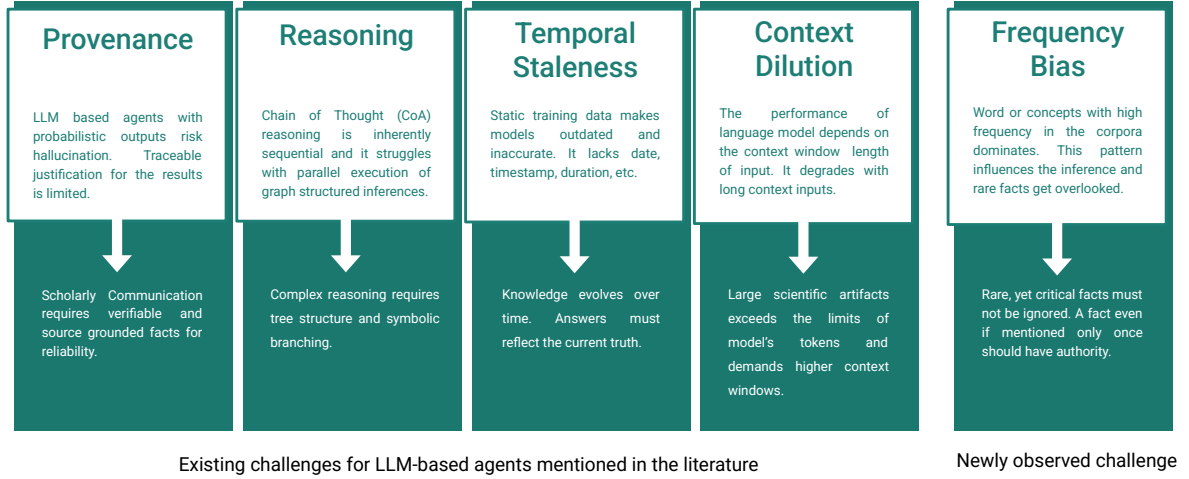 Provenance
LLM based agents with
probabilistic outputs risk
hallucination. Traceable
justification for the results
is limited.
Scholarly Communication
requires verifiable and
source grounded facts for
reliability.
Reasoning
Chain of Thought (CoA)
reasoning is inherently
sequential and it struggles
with parallel execution of
graph structured inferences.
Complex reasoning requires
tree structure and symbolic
branching.
Temporal
Staleness
Static training data makes
models outdated and
inaccurate. It lacks date,
timestamp, duration, etc.
Knowledge evolves over
time. Answers must
reflect the current truth.
Context
Dilution
The performance of
language model depends on
the context window length
of input. It degrades with
long context inputs.
Large scientific artifacts
exceeds the limits of
model's tokens and
demands higher context
windows.
Frequency
Bias
Word or concepts with high
frequency in the corpora
dominates. This pattern
influences the inference and
rare facts get overlooked.
Rare, yet critical facts must
not be ignored. A fact even
if mentioned only once
should have authority.
Existing challenges for LLM-based agents mentioned in the literature
Newly observed challenge